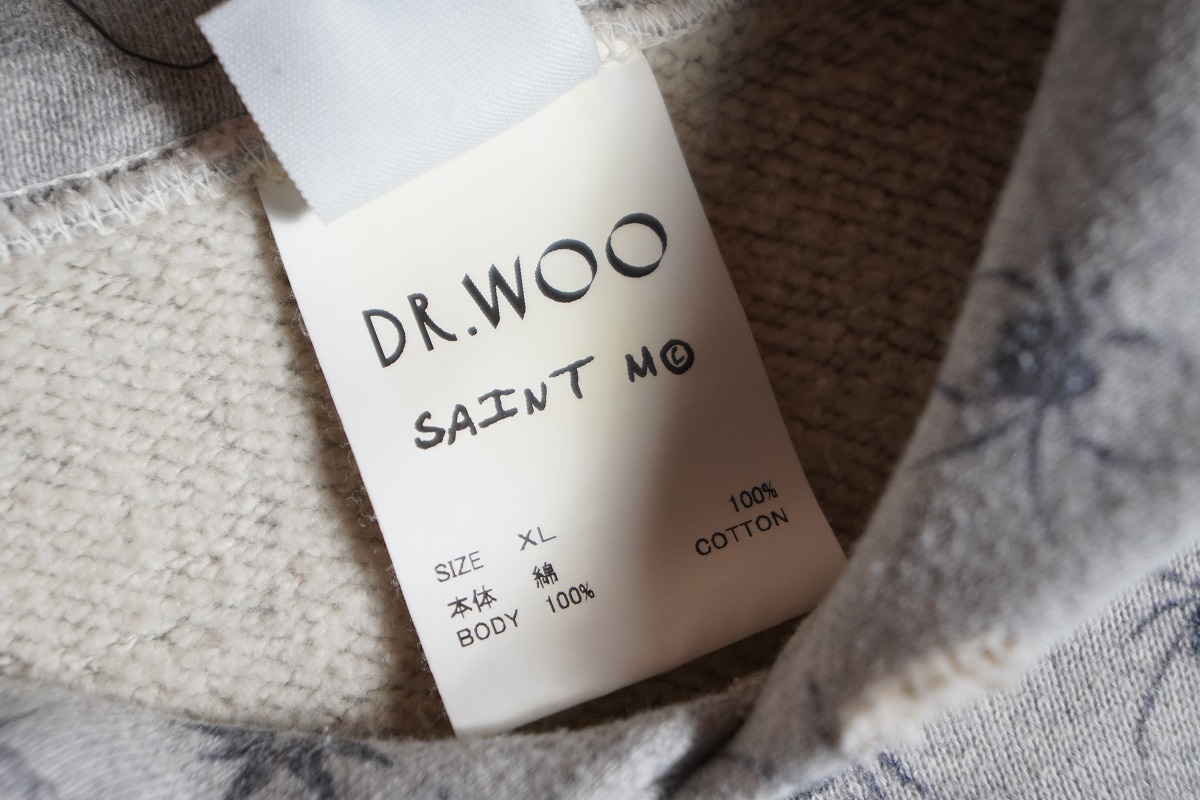 DR.WOO
SAINT M©
SIZE XL
本体 綿
BODY 100%
100%
COTTON